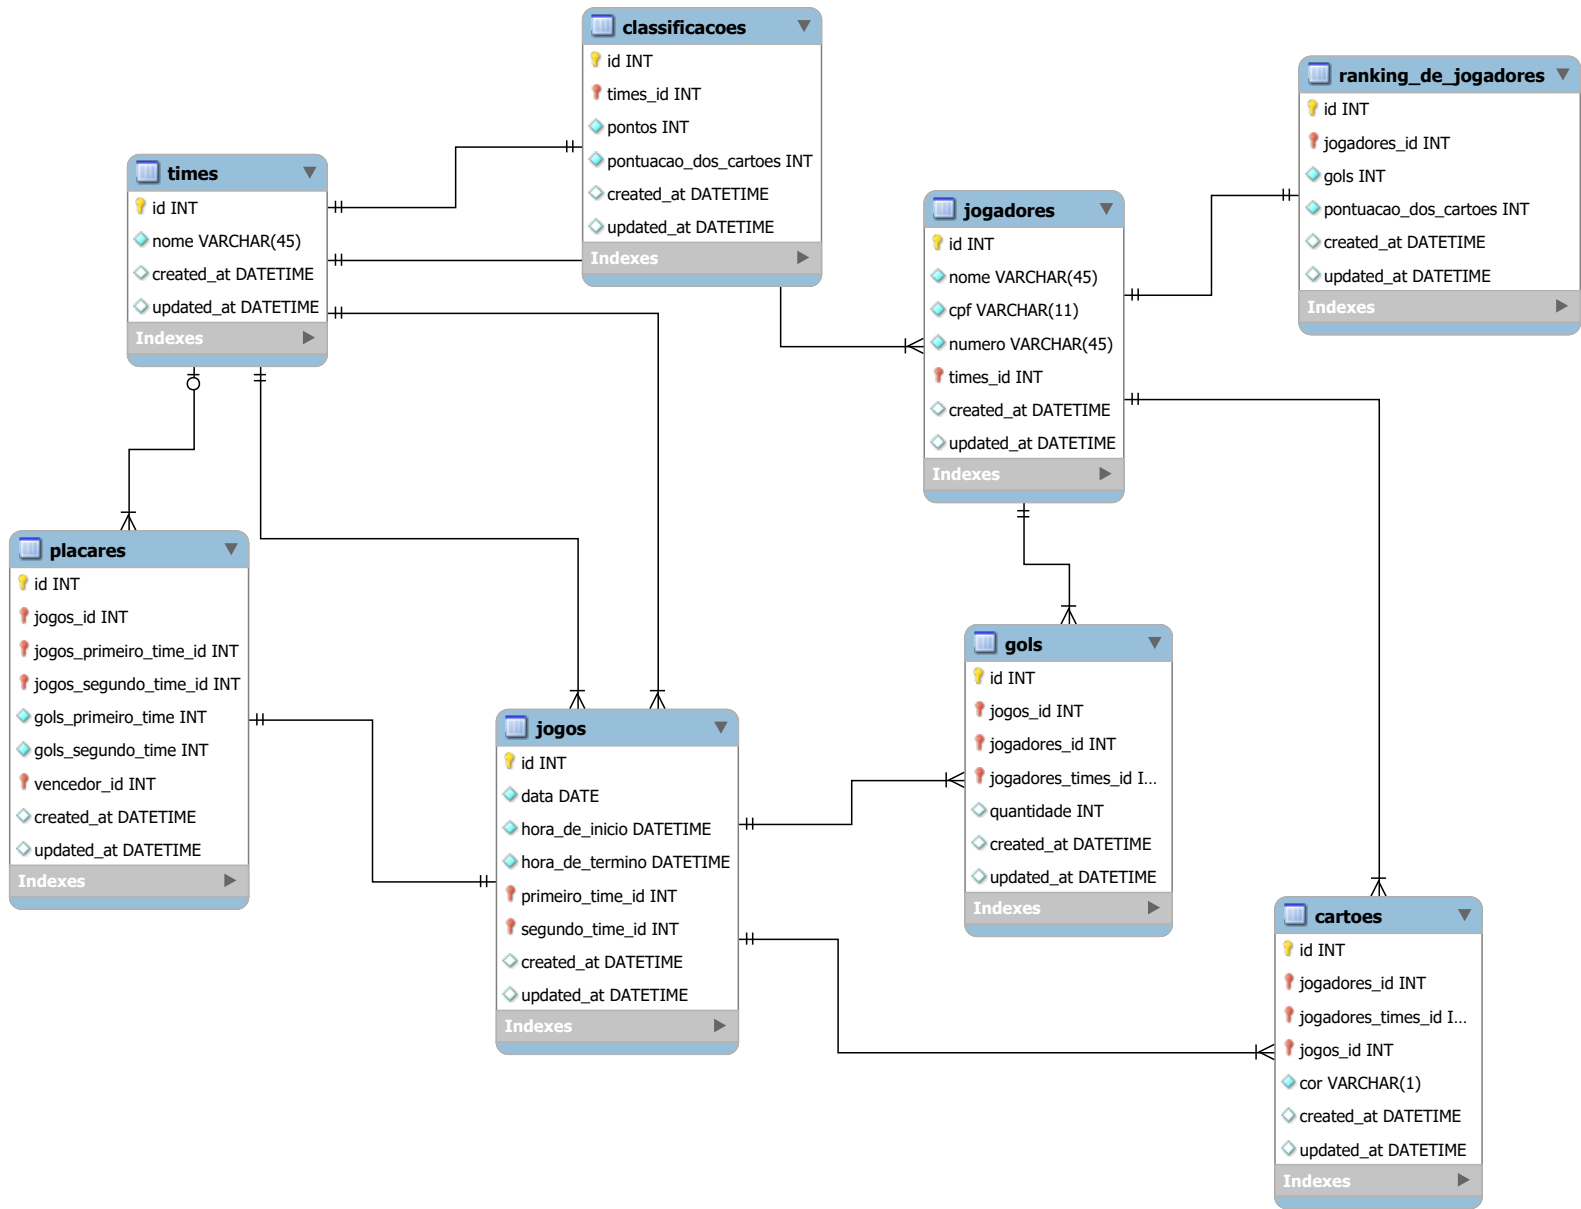 classificacoes
id INT
times_id INT
pontos INT
pontuacao_dos_cartoes INT
created_at DATETIME
updated_at DATETIME
Indexes
ranking_de_jogadores
id INT
jogadores_id INT
gols INT
pontuacao_dos_cartoes INT
created_at DATETIME
updated_at DATETIME
Indexes
times
id INT
nome VARCHAR(45)
created_at DATETIME
updated_at DATETIME
Indexes
jogadores
id INT
nome VARCHAR(45)
cpf VARCHAR(11)
numero VARCHAR(45)
times_id INT
created_at DATETIME
updated_at DATETIME
Indexes
placares
id INT
jogos_id INT
jogos_primeiro_time_id INT
jogos_segundo_time_id INT
gols_primeiro_time INT
gols_segundo_time INT
vencedor_id INT
created_at DATETIME
updated_at DATETIME
Indexes
gols
id INT
jogos_id INT
jogadores_id INT
jogadores_times_id I...
quantidade INT
created_at DATETIME
updated_at DATETIME
Indexes
jogos
id INT
data DATE
hora_de_inicio DATETIME
hora_de_termino DATETIME
primeiro_time_id INT
segundo_time_id INT
created_at DATETIME
updated_at DATETIME
Indexes
cartoes
id INT
jogadores_id INT
jogadores_times_id I...
jogos_id INT
cor VARCHAR(1)
created_at DATETIME
updated_at DATETIME
Indexes